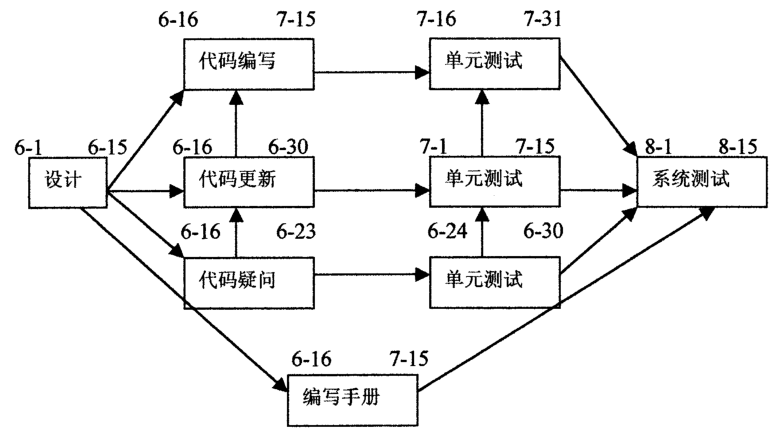 6-16 7-15 7-16 7-31
代码编写 单元测试
6-1 6-15 6-16 6-30 7-1 7-15 8-1 8-15
设计 代码更新 单元测试 系统测试
6-16 6-23 6-24 6-30
代码疑问 单元测试
6-16 7-15
编写手册